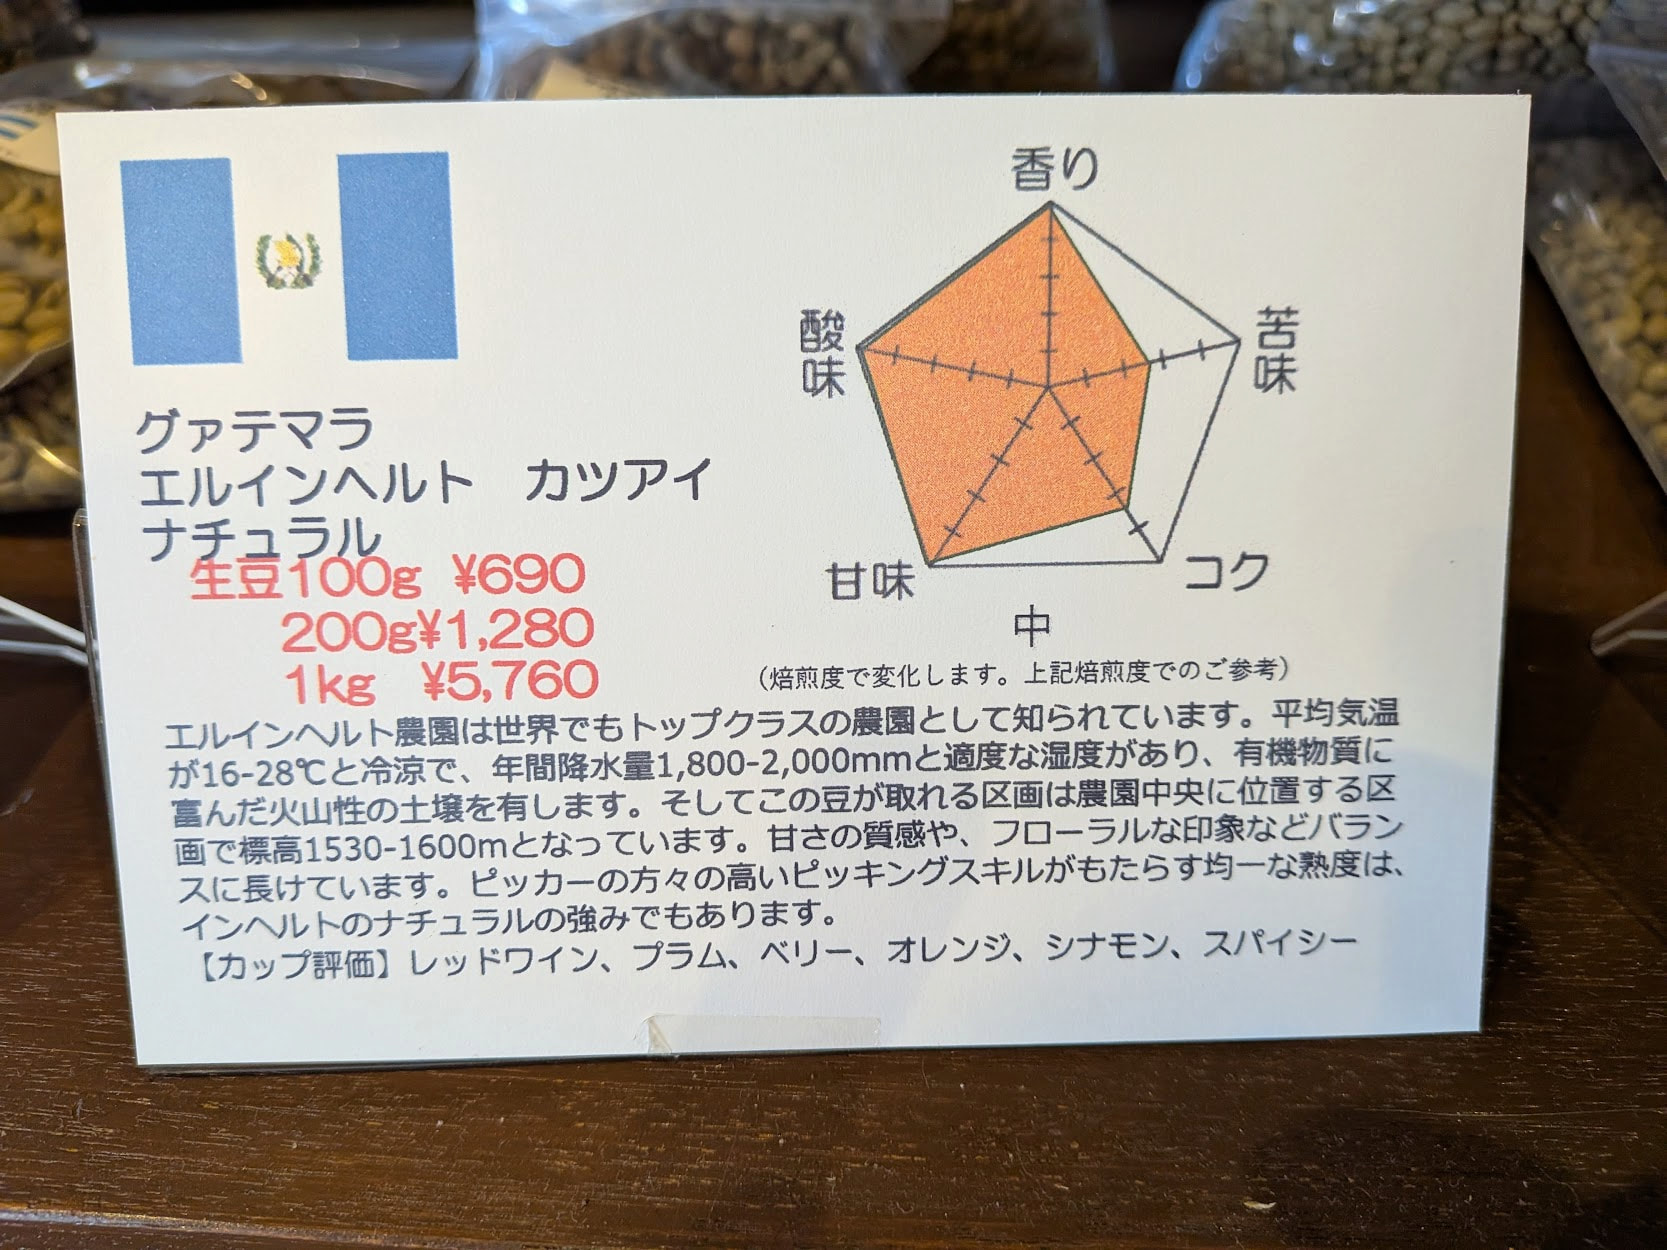 グァテマラ
エルインヘルト　カツアイ
ナチュラル
生豆100g ¥690
200g¥1,280
1kg ¥5,760
香り
苦味
コク
甘味
酸味
中
（焙煎度で変化します。上記焙煎度でのご参考）
エルインヘルト農園は世界でもトップクラスの農園として知られています。平均気温
が16-28℃と冷涼で、年間降水量1,800-2,000mmと適度な湿度があり、有機物質に
富んだ火山性の土壌を有します。そしてこの豆が取れる区画は農園中央に位置する区
画で標高1530-1600mとなっています。甘さの質感や、フローラルな印象などバラン
スに長けています。ピッカーの方々の高いピッキングスキルがもたらす均一な熟度は、
インヘルトのナチュラルの強みでもあります。
【カップ評価】レッドワイン、プラム、ベリー、オレンジ、シナモン、スパイシー